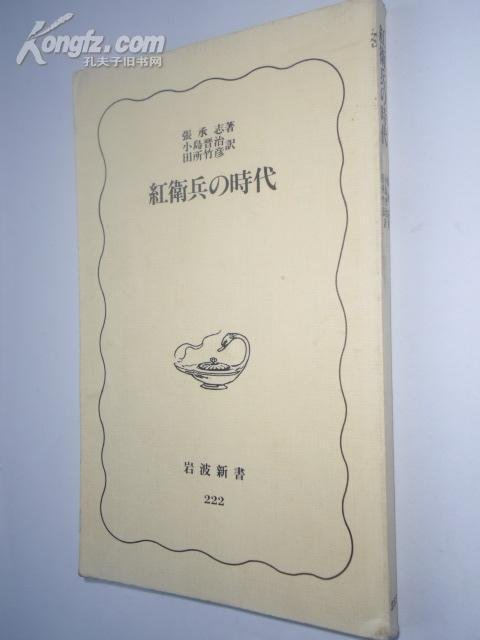 Kongfz.com
孔夫子旧书网
張承志著
小島晋治
田所竹彦訳
紅衛兵の時代
岩波新書
222
紅衛兵の時代